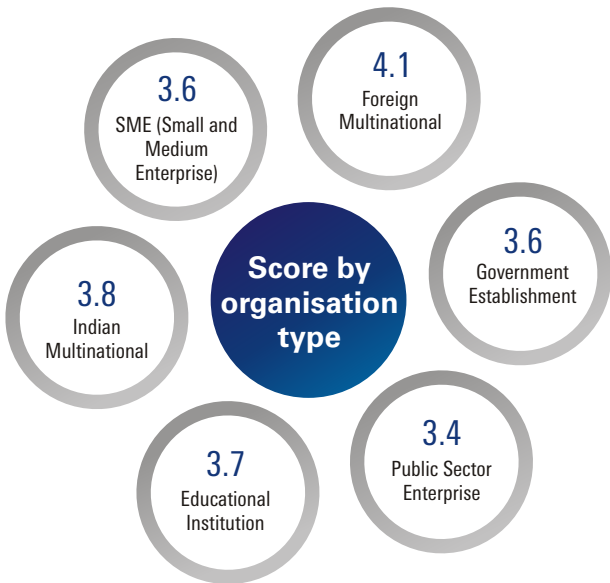 Score by
organisation
type
4.1
Foreign
Multinational
3.6
Government
Establishment
3.4
Public Sector
Enterprise
3.7
Educational
Institution
3.8
Indian
Multinational
3.6
SME (Small and
Medium
Enterprise)